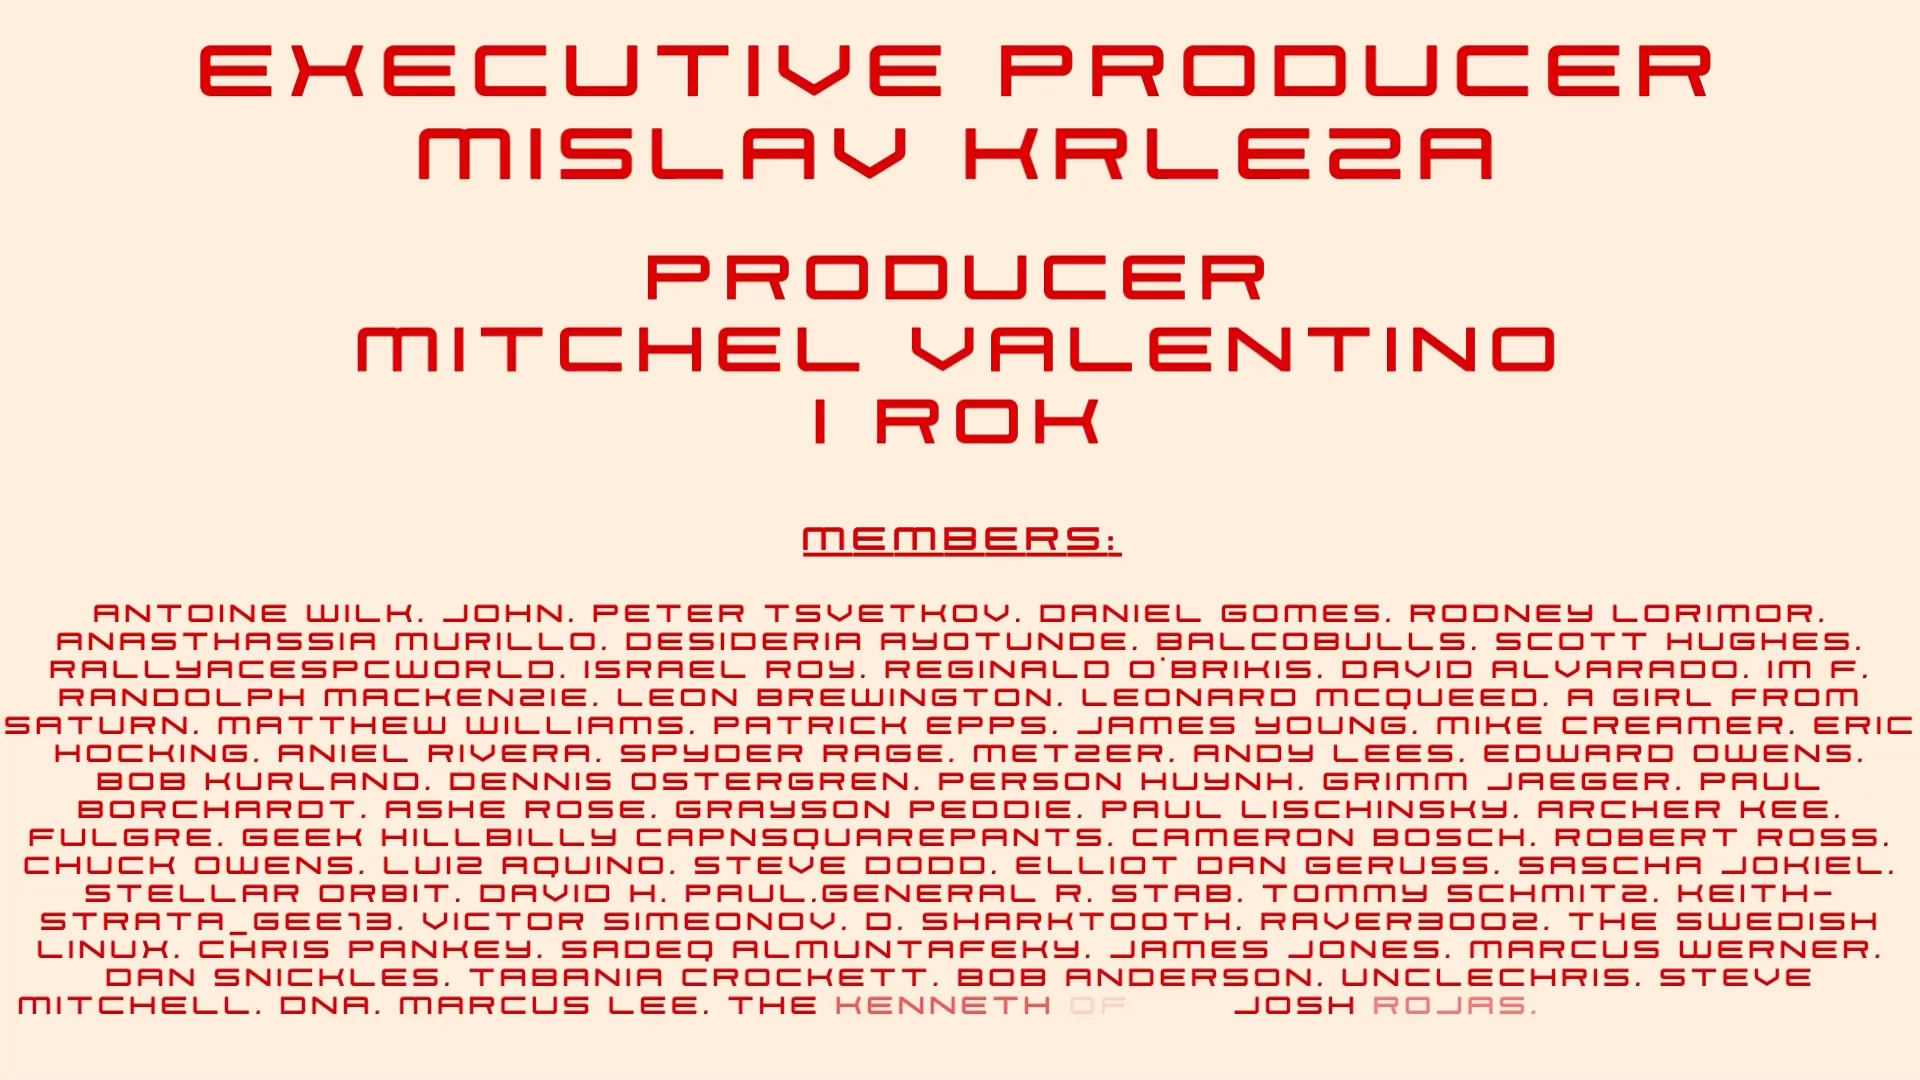 EXECUTIVE PRODUCER
MISLAV KRLEZA
PRODUCER
MITCHEL VALENTINO
I ROK
MEMBERS:
ANTOINE WILK. JOHN. PETER TSVETKOV. DANIEL GOMES. RODNEY LORIMOR.
ANASTHASSIA MURILLO. DESIDERIA AYOTUNDE. BALCOBULLS. SCOTT HUGHES.
RALLYACESPCWORLD. ISRAEL ROY. REGINALD O'BRIKIS. DAVID ALVARADO. IM F.
RANDOLPH MACKENZIE. LEON BREWINGTON. LEONARD MCQUEED. A GIRL FROM
SATURN. MATTHEW WILLIAMS. PATRICK EPPS. JAMES YOUNG. MIKE CREAMER. ERIC
HOCKING. ANIEL RIVERA. SPYDER RAGE. METZER. ANDY LEES. EDWARD OWENS.
BOB KURLAND. DENNIS OSTERGREN. PERSON HUYNH. GRIMM JAEGER. PAUL
BORCHARDT. ASHE ROSE. GRAYSON PEDDIE. PAUL LISCHINSKY. ARCHER KEE.
FULGRE. GEEK HILLBILLY CAPNSQUAREPANTS. CAMERON BOSCH. ROBERT ROSS.
CHUCK OWENS. LUIZ AQUINO. STEVE DODD. ELLIOT DAN GERUSS. SASCHA JOKIEL.
STELLAR ORBIT. DAVID H. PAUL.GENERAL R. STAB. TOMMY SCHMITZ. KEITH-
STRATA_GEE13. VICTOR SIMEONOV. D. SHARKTOOTH. RAVER3002. THE SWEDISH
LINUX. CHRIS PANKEY. SADEQ ALMUNTAFEKY. JAMES JONES. MARCUS WERNER.
DAN SNICKLES. TABANIA CROCKETT. BOB ANDERSON. UNCLECHRIS. STEVE
MITCHELL. DNA. MARCUS LEE. THE KENNETH OF JOSH ROJAS.